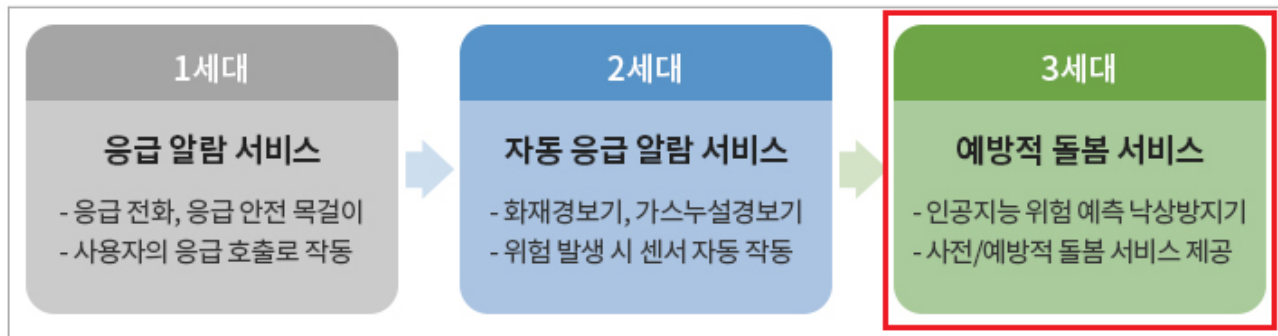 1세대
응급 알람 서비스
- 응급 전화, 응급 안전 목걸이
- 사용자의 응급 호출로 작동
2세대
자동 응급 알람 서비스
- 화재경보기, 가스누설경보기
- 위험 발생 시 센서 자동 작동
3세대
예방적 돌봄 서비스
- 인공지능 위험 예측 낙상방지기
- 사전/예방적 돌봄 서비스 제공